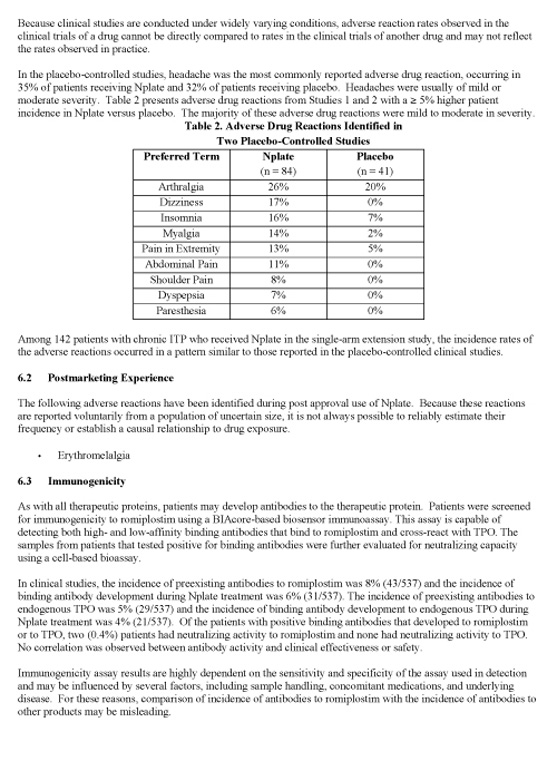 Because clinical studies are conducted under widely varying conditions, adverse reaction rates observed in the
clinical trials of a drug cannot be directly compared to rates in the clinical trials of another drug and may not reflect
the rates observed in practice.
In the placebo-controlled studies, headache was the most commonly reported adverse drug reaction, occurring in
35% of patients receiving Nplate and 32% of patients receiving placebo.  Headaches were usually of mild or
moderate severity.  Table 2 presents adverse drug reactions from Studies 1 and 2 with a ≥ 5% higher patient
incidence in Nplate versus placebo.  The majority of these adverse drug reactions were mild to moderate in severity.
Table 2. Adverse Drug Reactions Identified in
Two Placebo-Controlled Studies
Preferred Term Nplate Placebo
(n = 84) (n = 41)
Arthralgia 26% 20%
Dizziness 17% 0%
Insomnia 16% 7%
Myalgia 14% 2%
Pain in Extremity 13% 5%
Abdominal Pain 11% 0%
Shoulder Pain 8% 0%
Dyspepsia 7% 0%
Paresthesia 6% 0%
Among 142 patients with chronic ITP who received Nplate in the single-arm extension study, the incidence rates of
the adverse reactions occurred in a pattern similar to those reported in the placebo-controlled clinical studies.
6.2 Postmarketing Experience
The following adverse reactions have been identified during post approval use of Nplate.  Because these reactions
are reported voluntarily from a population of uncertain size, it is not always possible to reliably estimate their
frequency or establish a causal relationship to drug exposure.
• Erythromelalgia
6.3 Immunogenicity
As with all therapeutic proteins, patients may develop antibodies to the therapeutic protein.  Patients were screened
for immunogenicity to romiplostim using a BIAcore-based biosensor immunoassay. This assay is capable of
detecting both high- and low-affinity binding antibodies that bind to romiplostim and cross-react with TPO. The
samples from patients that tested positive for binding antibodies were further evaluated for neutralizing capacity
using a cell-based bioassay.
In clinical studies, the incidence of preexisting antibodies to romiplostim was 8% (43/537) and the incidence of
binding antibody development during Nplate treatment was 6% (31/537). The incidence of preexisting antibodies to
endogenous TPO was 5% (29/537) and the incidence of binding antibody development to endogenous TPO during
Nplate treatment was 4% (21/537).  Of the patients with positive binding antibodies that developed to romiplostim
or to TPO, two (0.4%) patients had neutralizing activity to romiplostim and none had neutralizing activity to TPO.
No correlation was observed between antibody activity and clinical effectiveness or safety.
Immunogenicity assay results are highly dependent on the sensitivity and specificity of the assay used in detection
and may be influenced by several factors, including sample handling, concomitant medications, and underlying
disease.  For these reasons, comparison of incidence of antibodies to romiplostim with the incidence of antibodies to
other products may be misleading.